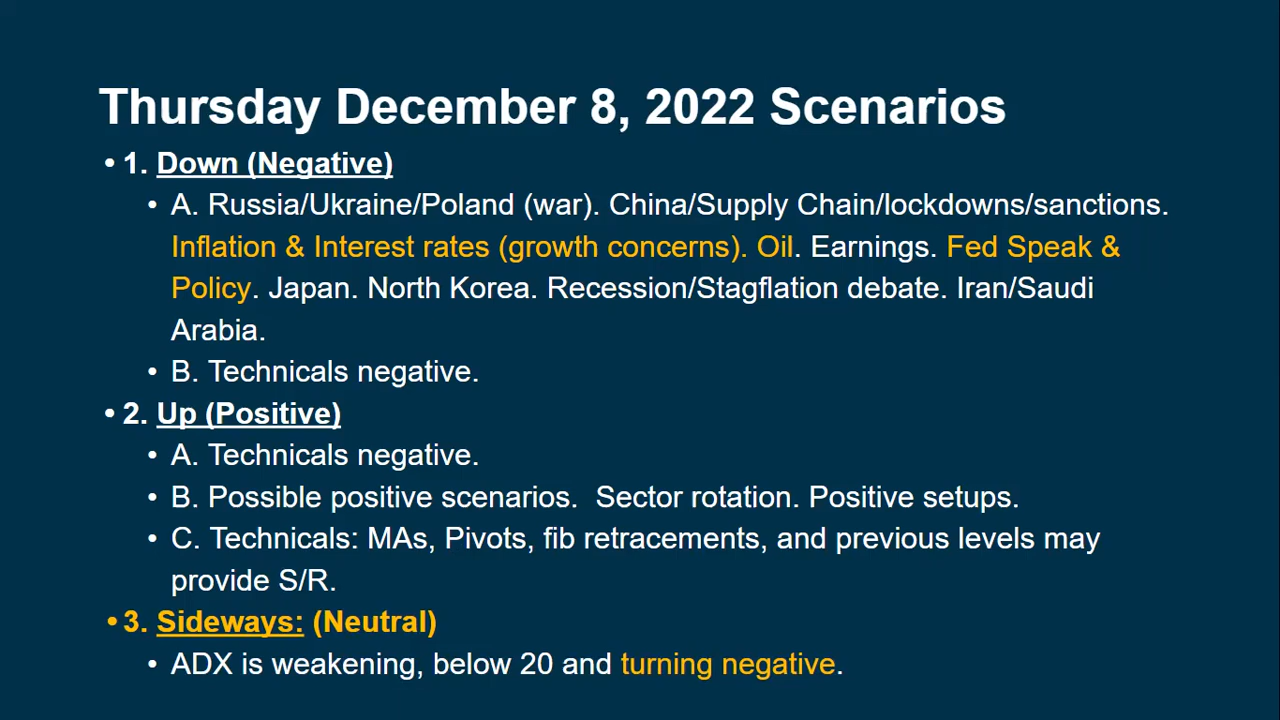 Thursday December 8, 2022 Scenarios
• 1. Down (Negative)
• A. Russia/Ukraine/Poland (war). China/Supply Chain/lockdowns/sanctions.
Inflation & Interest rates (growth concerns). Oil. Earnings. Fed Speak &
Policy. Japan. North Korea. Recession/Stagflation debate. Iran/Saudi
Arabia.
• B. Technicals negative.
• 2. Up (Positive)
• A. Technicals negative.
• B. Possible positive scenarios.  Sector rotation. Positive setups.
• C. Technicals: MAs, Pivots, fib retracements, and previous levels may
provide S/R.
• 3. Sideways: (Neutral)
• ADX is weakening, below 20 and turning negative.